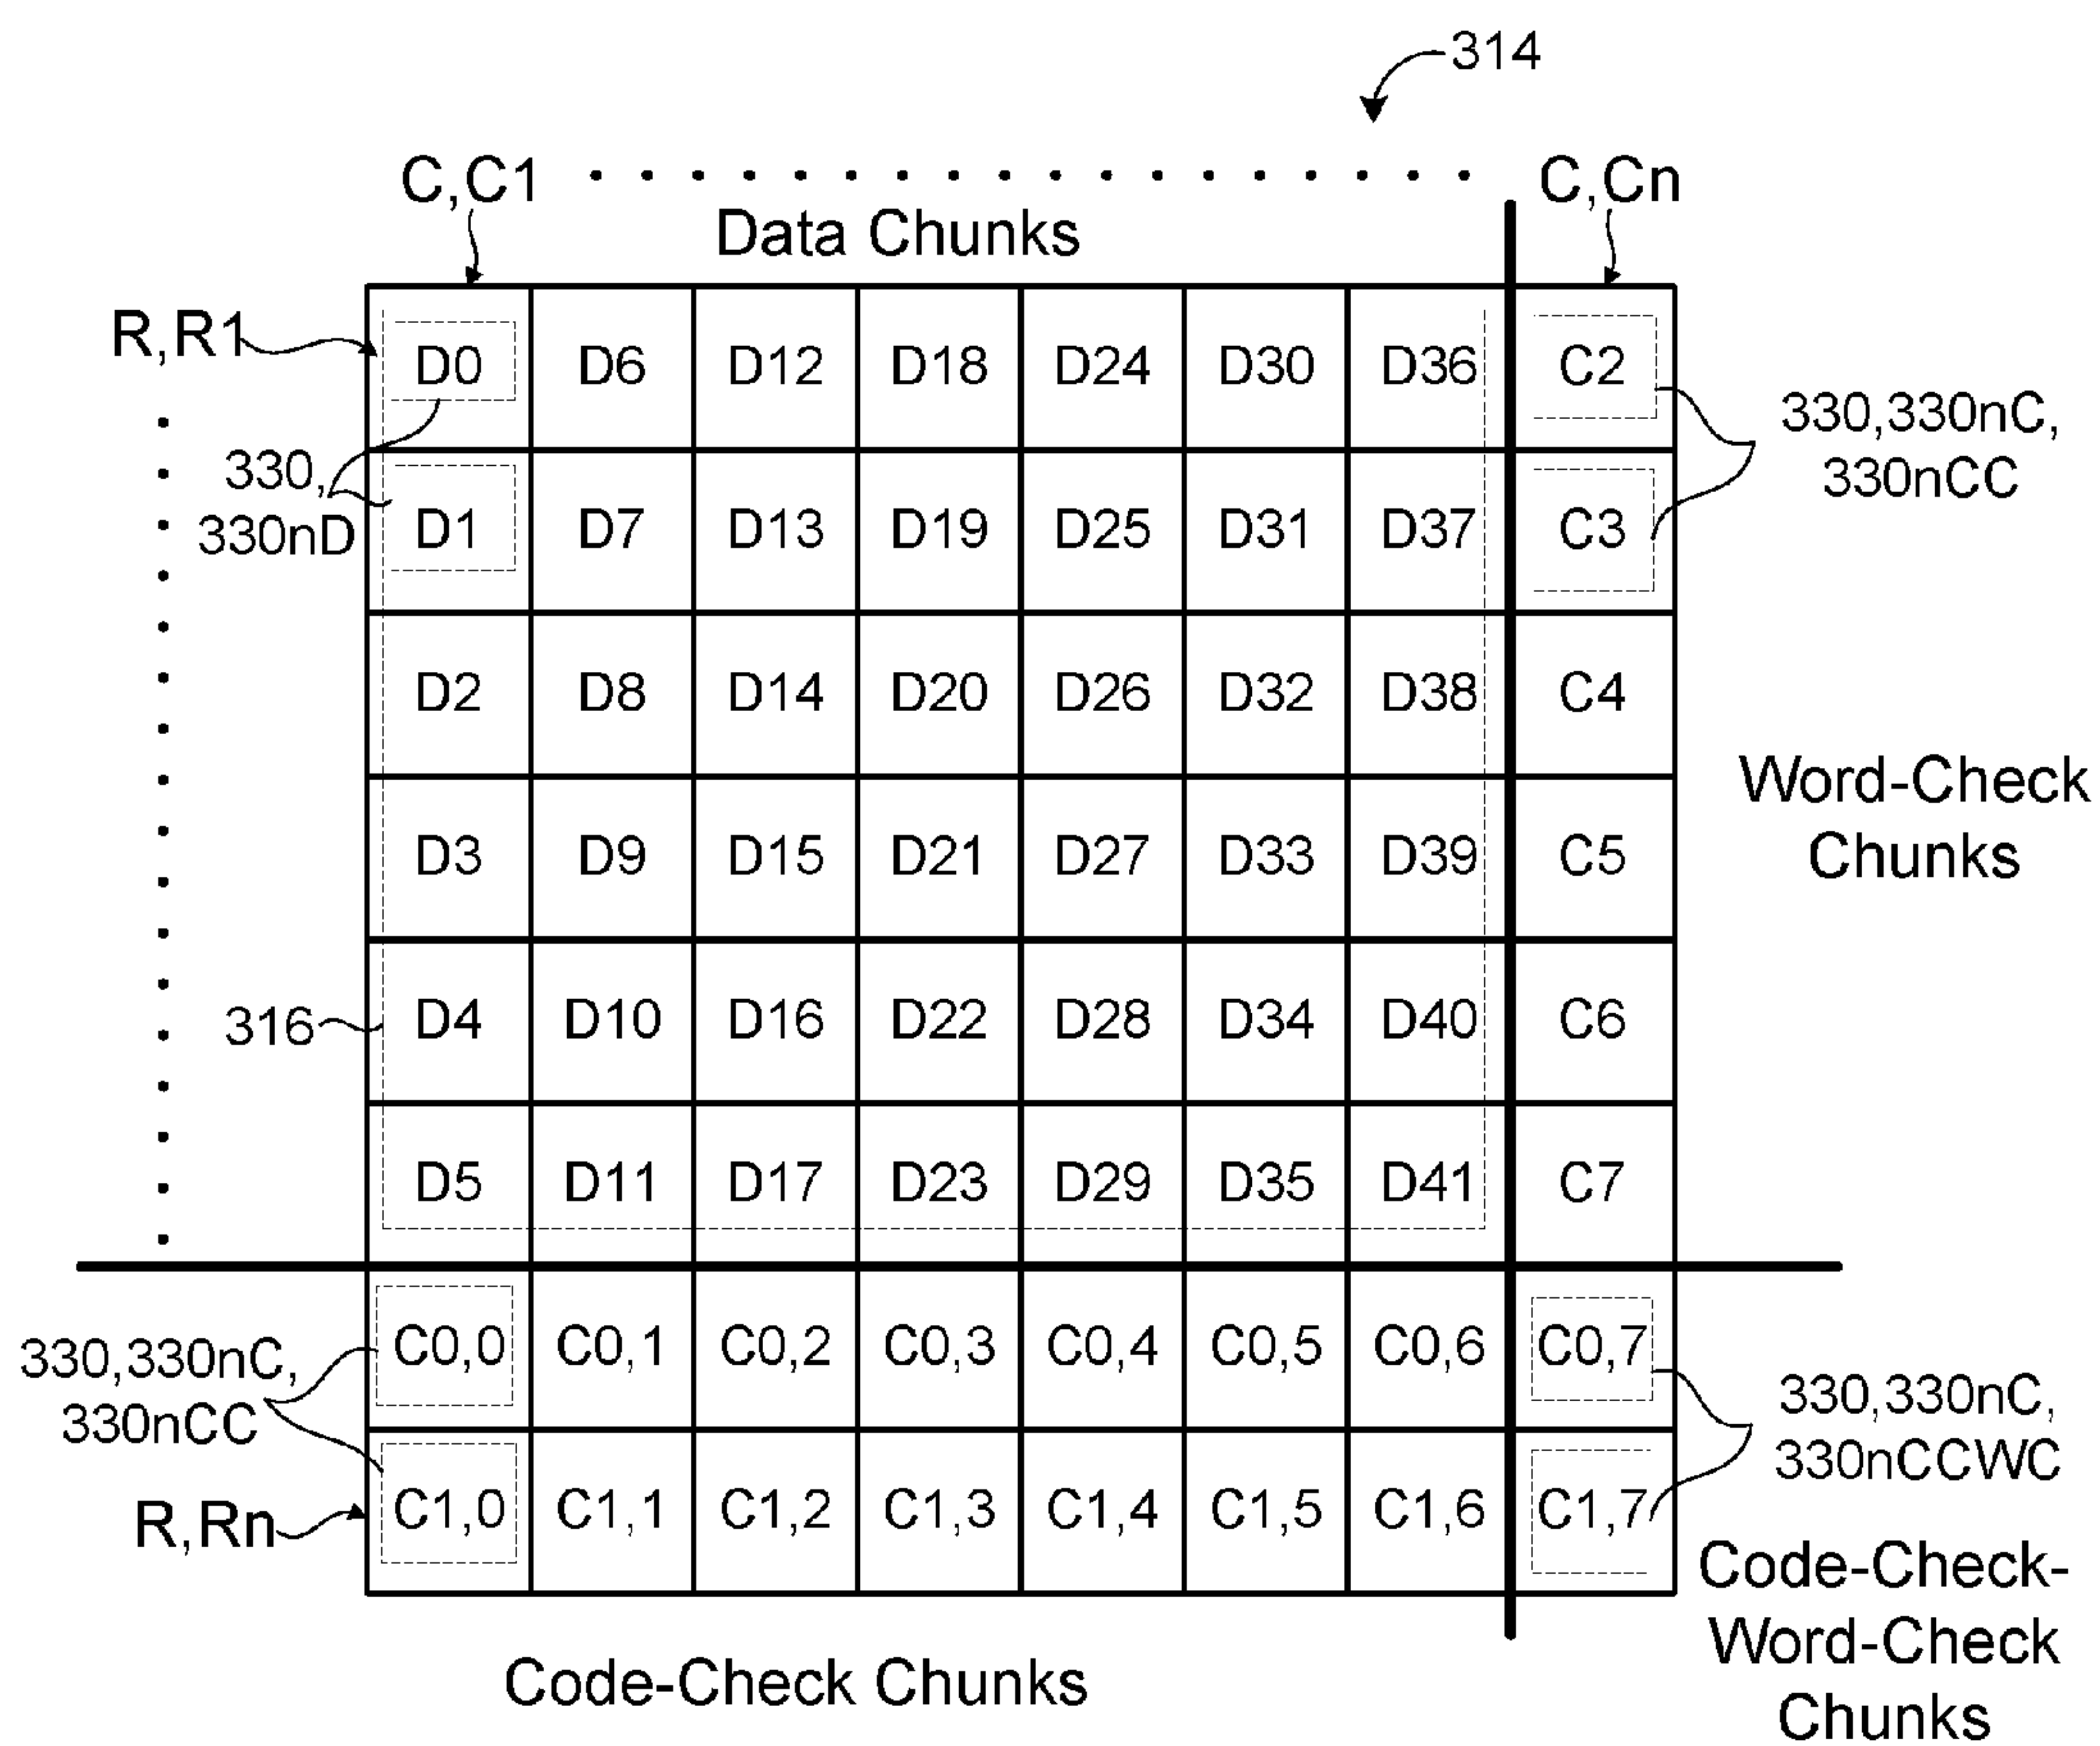 314
C,C1 C,Cn
Data Chunks
R,R1
D0 D6 D12 D18 D24 D30 D36 C2
330,330nC,
330nCC
330,
330nD
D1 D7 D13 D19 D25 D31 D37 C3
D2 D8 D14 D20 D26 D32 D38 C4
Word-Check
Chunks
D3 D9 D15 D21 D27 D33 D39 C5
316
D4 D10 D16 D22 D28 D34 D40 C6
D5 D11 D17 D23 D29 D35 D41 C7
C0,0 C0,1 C0,2 C0,3 C0,4 C0,5 C0,6 C0,7
330,330nC,
330nCC
330,330nC,
330nCCWC
R,Rn
C1,0 C1,1 C1,2 C1,3 C1,4 C1,5 C1,6 C1,7
Code-Check-
Word-Check
Chunks
Code-Check Chunks